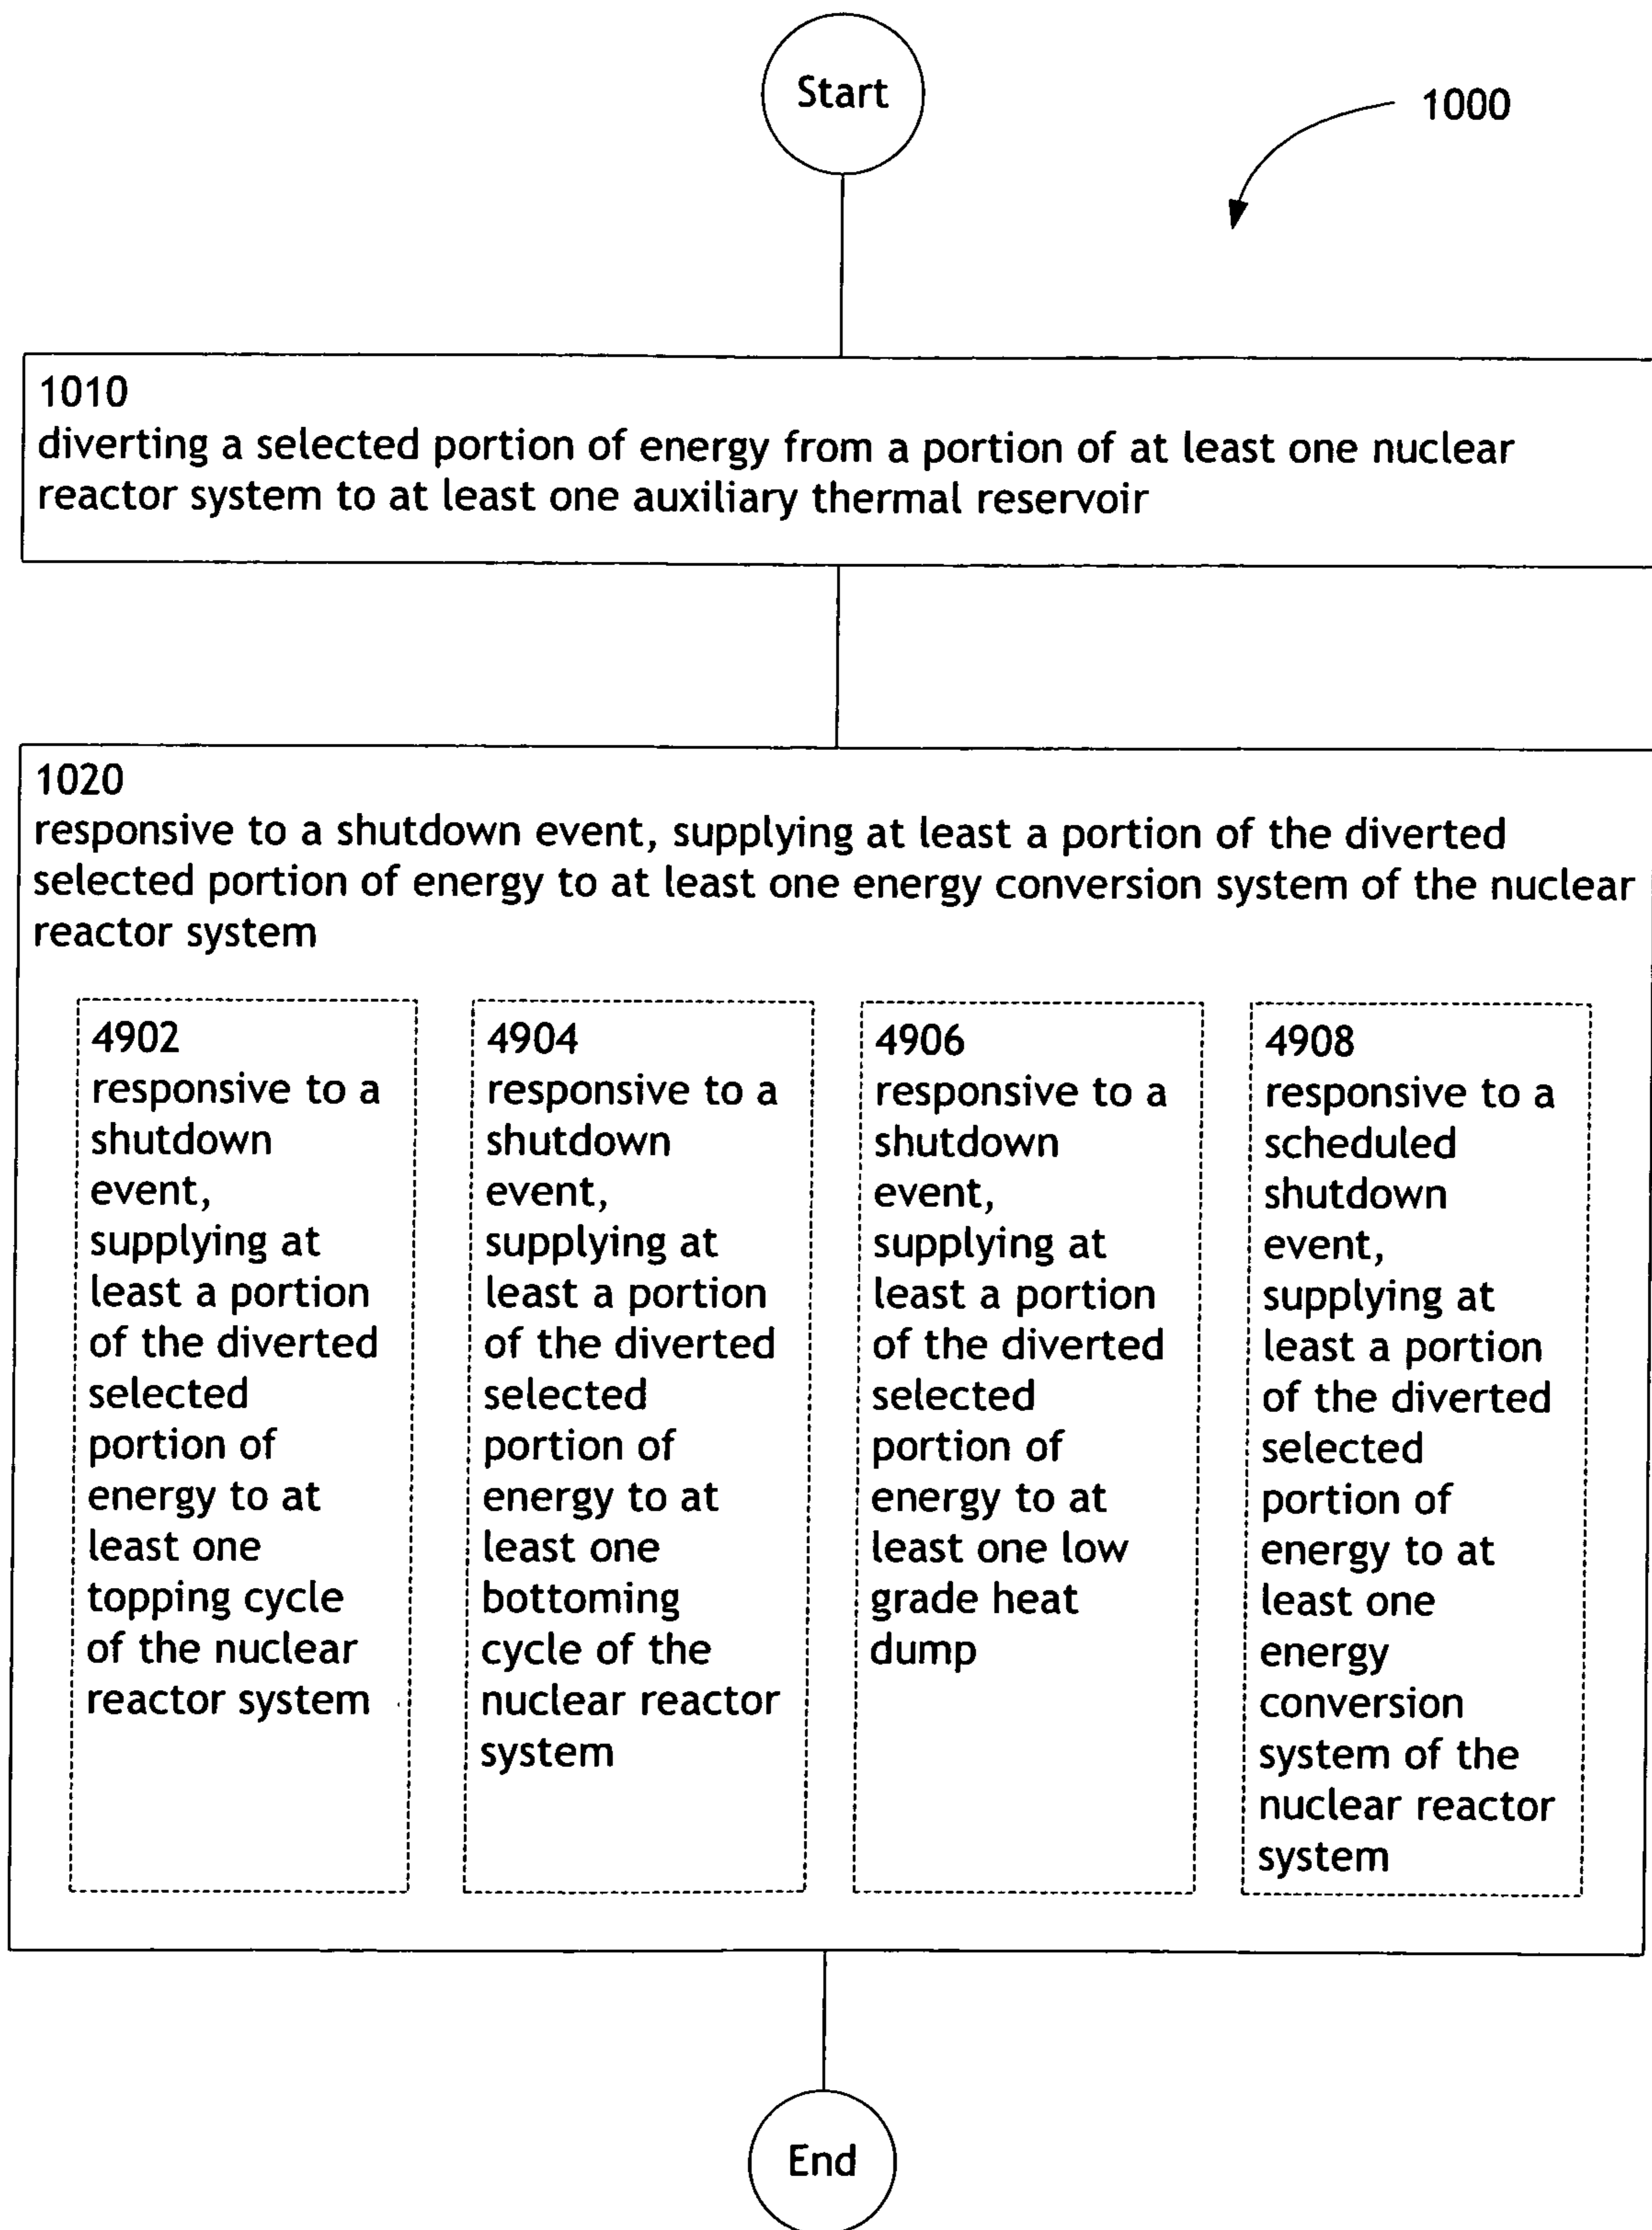 Start
1000
1010
diverting a selected portion of energy from a portion of at least one nuclear
reactor system to at least one auxiliary thermal reservoir
1020
responsive to a shutdown event, supplying at least a portion of the diverted
selected portion of energy to at least one energy conversion system of the nuclear
reactor system
4902
responsive to a
shutdown
event,
supplying at
least a portion
of the diverted
selected
portion of
energy to at
least one
topping cycle
of the nuclear
reactor system
4904
responsive to a
shutdown
event,
supplying at
least a portion
of the diverted
selected
portion of
energy to at
least one
bottoming
cycle of the
nuclear reactor
system
4906
responsive to a
shutdown
event,
supplying at
least a portion
of the diverted
selected
portion of
energy to at
least one low
grade heat
dump
4908
responsive to a
scheduled
shutdown
event,
supplying at
least a portion
of the diverted
selected
portion of
energy to at
least one
energy
conversion
system of the
nuclear reactor
system
End